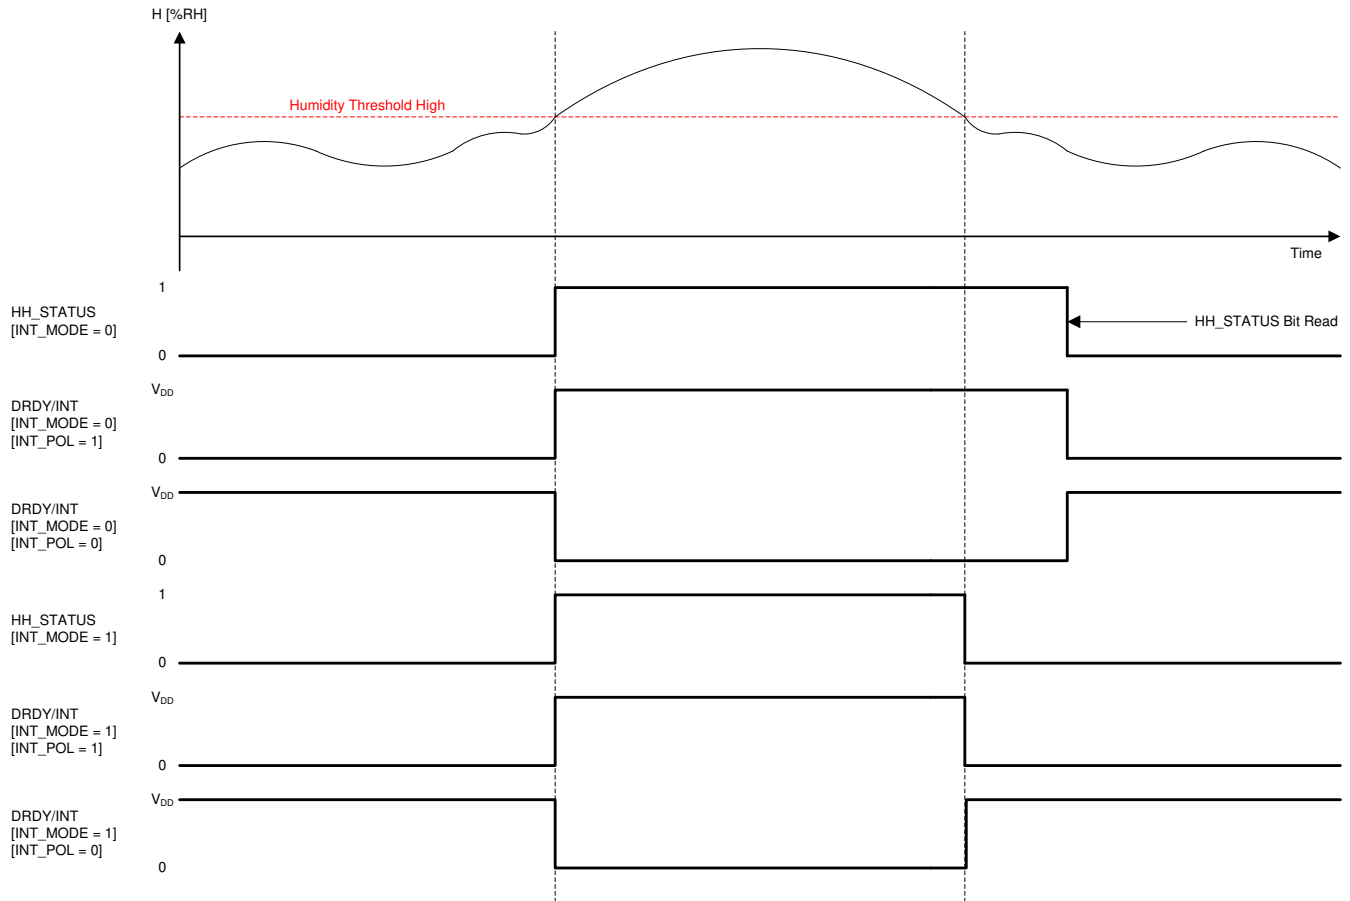 H [%RH]
Humidity Threshold High
Time
1
HH_STATUS
[INT_MODE = 0]
HH_STATUS Bit Read
0
VDD
DRDY/INT
[INT_MODE = 0]
[INT_POL = 1]
0
VDD
DRDY/INT
[INT_MODE = 0]
[INT_POL = 0]
0
1
HH_STATUS
[INT_MODE = 1]
0
VDD
DRDY/INT
[INT_MODE = 1]
[INT_POL = 1]
0
VDD
DRDY/INT
[INT_MODE = 1]
[INT_POL = 0]
0